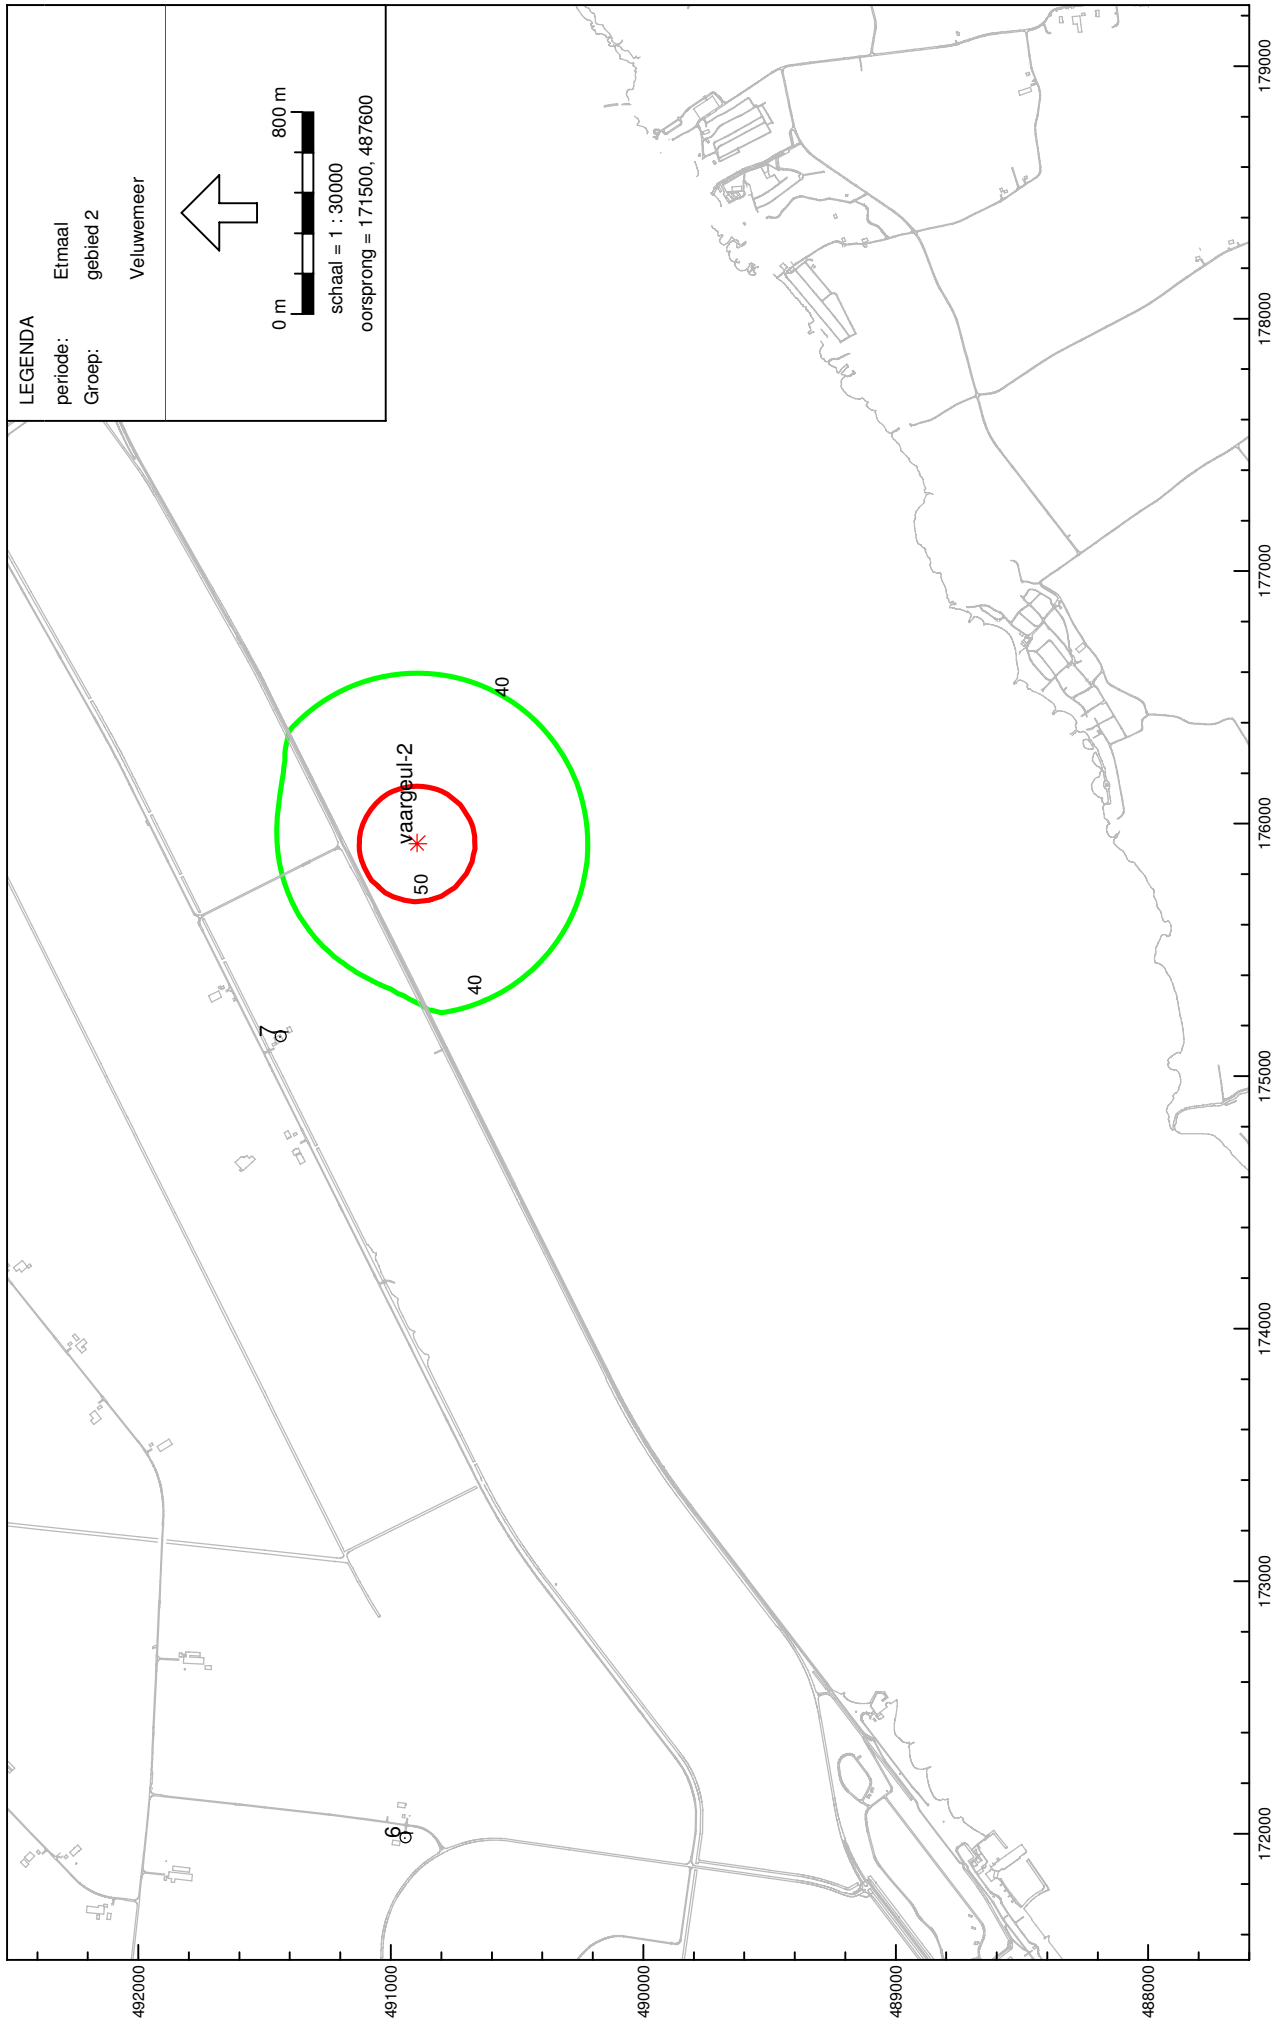 LEGENDA
periode: Etmaal
Groep: gebied 2
Veluwemeer
0 m 800 m
schaal = 1 : 30000
oorsprong = 171500, 487600
40
vaargeul-2
50
40
7
6
492000
491000
490000
489000
488000
172000
173000
174000
175000
176000
177000
178000
179000